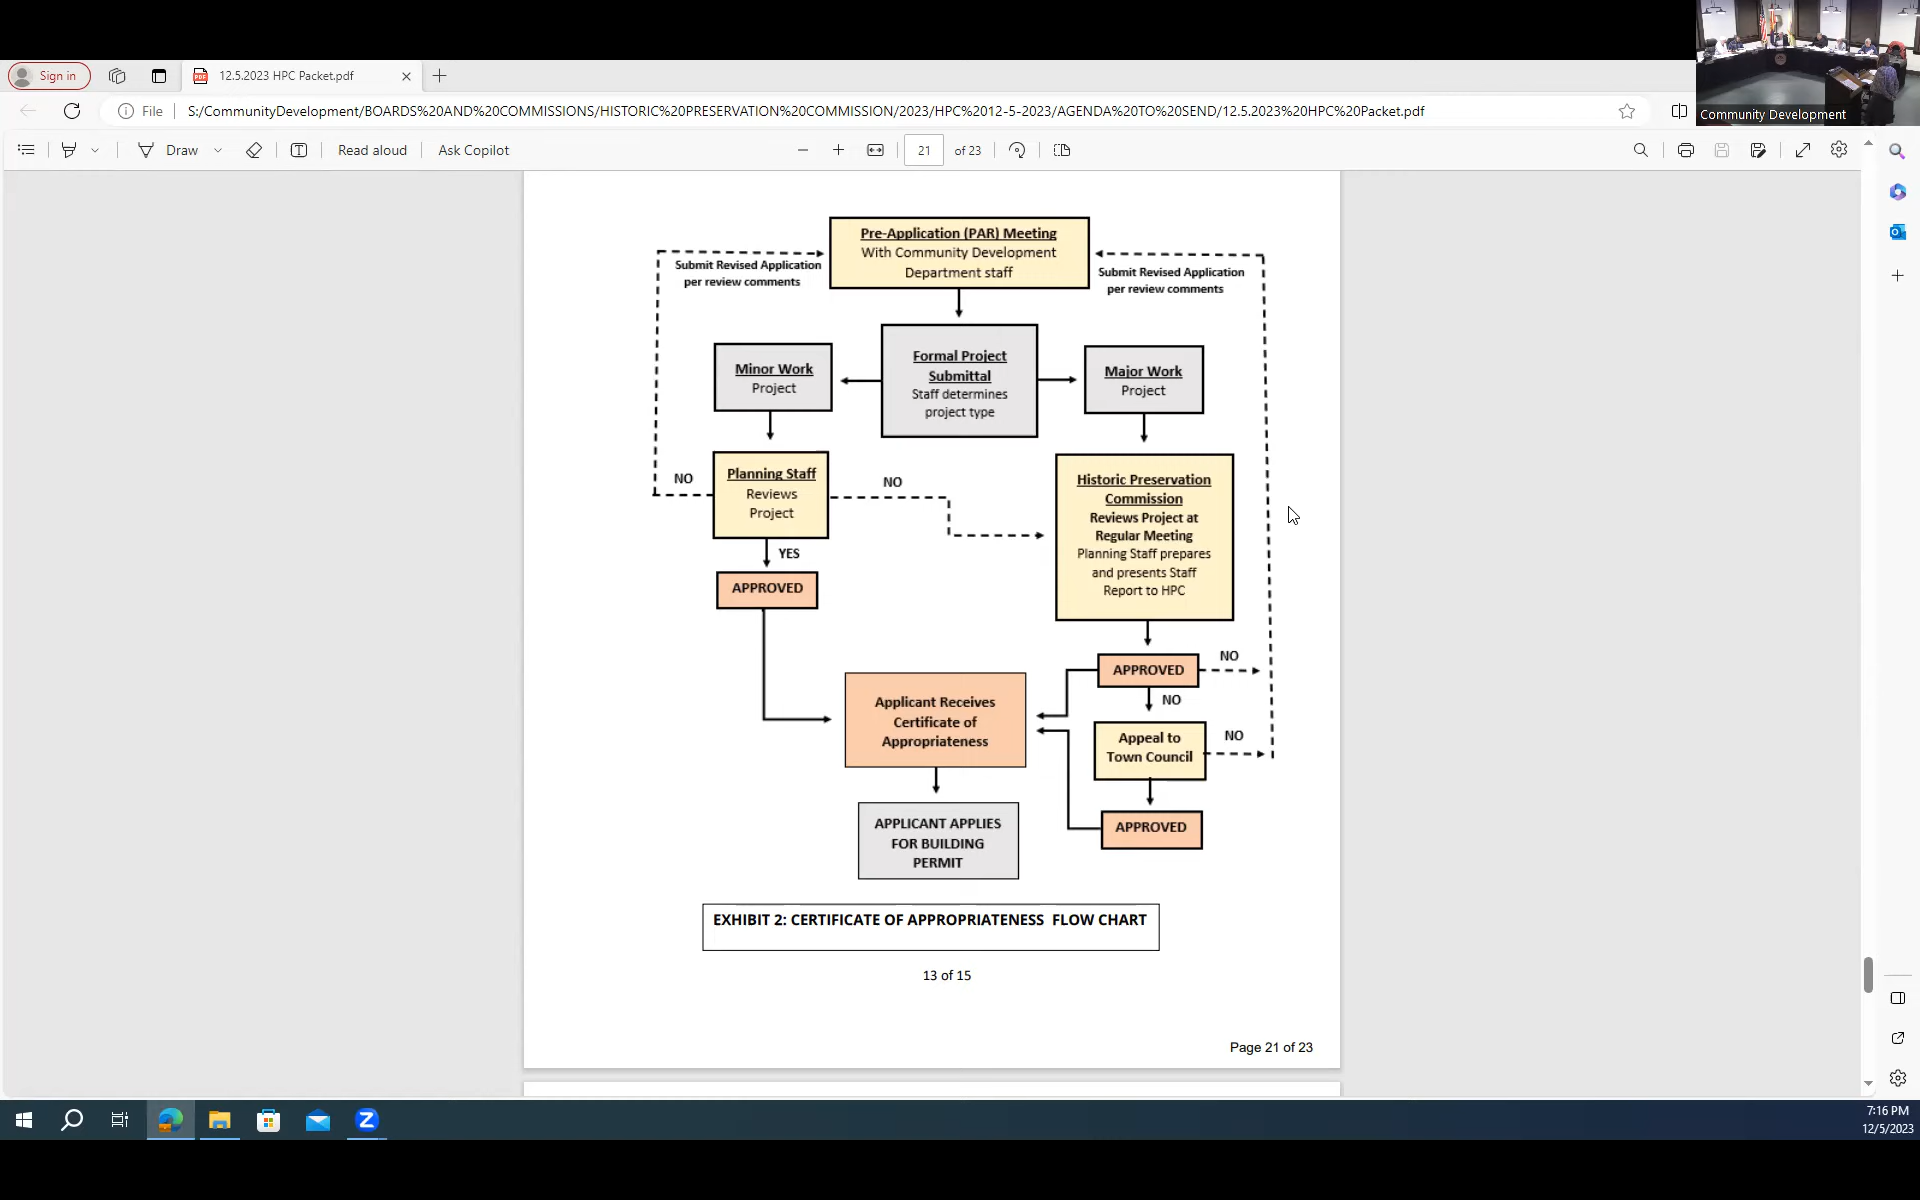 Community Development
Sign in
12.5.2023 HPC Packet.pdf
File
S:/CommunityDevelopment/BOARDS%20AND%20COMMISSIONS/HISTORIC%20PRESERVATION%20COMMISSION/2023/HPC%2012-5-2023/AGENDA%20TO%20SEND/12.5.2023%20HPC%20Packet.pdf
Draw
Read aloud
Ask Copilot
21
of 23
Pre-Application (PAR) Meeting
With Community Development
Department staff
Submit Revised Application
per review comments
Submit Revised Application
per review comments
Formal Project
Submittal
Staff determines
project type
Minor Work
Project
Major Work
Project
NO
Planning Staff
Reviews
Project
NO
Historic Preservation
Commission
Reviews Project at
Regular Meeting
Planning Staff prepares
and presents Staff
Report to HPC
YES
APPROVED
APPROVED
NO
NO
Applicant Receives
Certificate of
Appropriateness
Appeal to
Town Council
NO
APPROVED
APPLICANT APPLIES
FOR BUILDING
PERMIT
EXHIBIT 2: CERTIFICATE OF APPROPRIATENESS  FLOW CHART
13 of 15
Page 21 of 23
7:16 PM
12/5/2023